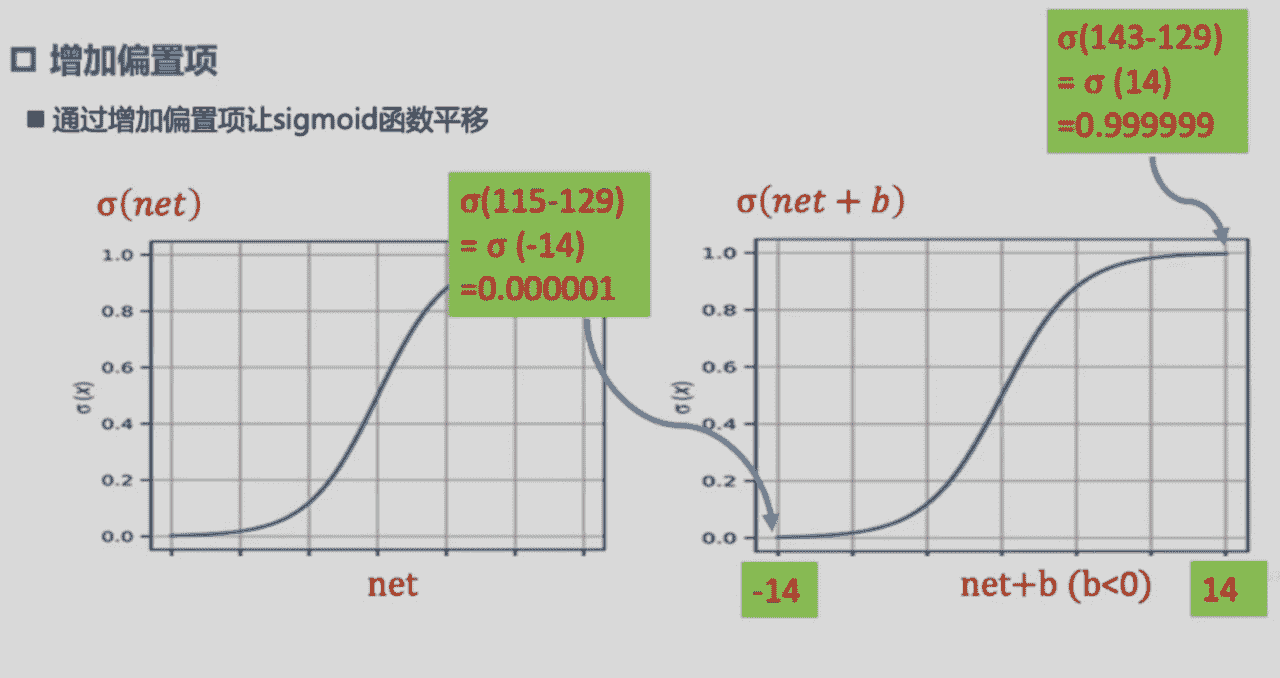 增加偏置项
通过增加偏置项让sigmoid函数平移
σ(143-129)
= σ (14)
=0.999999
σ(net)
σ(115-129)
= σ (-14)
=0.000001
σ(net + b)
1.0
0.8
0.6
0.4
0.2
0.0
σ(x)
net
1.0
0.8
0.6
0.4
0.2
0.0
σ(x)
-14
net+b (b<0)
14